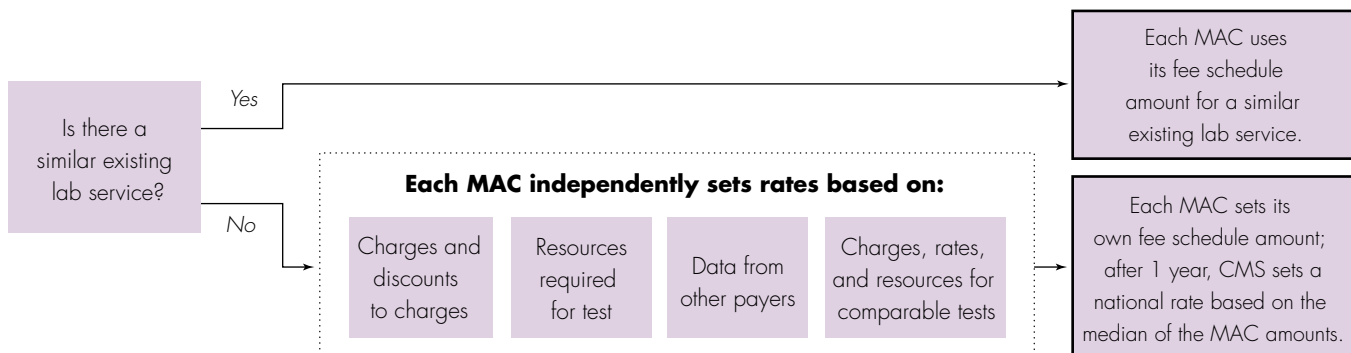 Is there a
similar existing
lab service?
Yes
Each MAC uses
its fee schedule
amount for a similar
existing lab service.
No
Each MAC independently sets rates based on:
Charges and
discounts
to charges
Resources
required
for test
Data from
other payers
Charges, rates,
and resources for
comparable tests
Each MAC sets its
own fee schedule amount;
after 1 year, CMS sets a
national rate based on the
median of the MAC amounts.